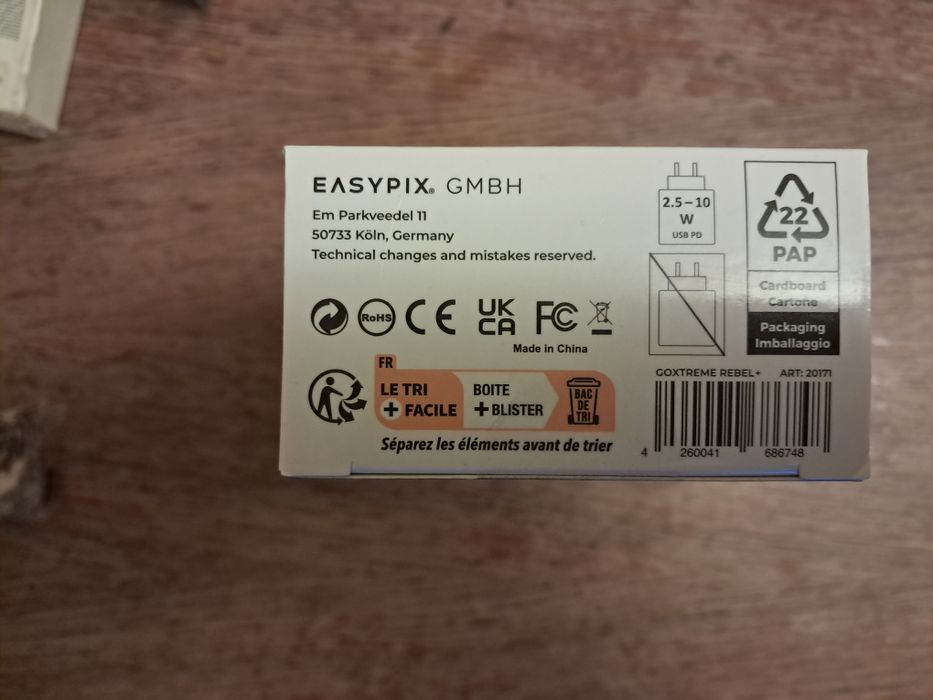 EASYPIX® GMBH
Em Parkveedel 11
50733 Köln, Germany
Technical changes and mistakes reserved.
RoHS
CE
UK
CA
FC
Made in China
FR
LE TRI
+ FACILE
BOITE
+ BLISTER
BAC
DE
TRI
Séparez les éléments avant de trier
2.5 – 10
W
USB PD
22
PAP
Cardboard
Cartone
Packaging
Imballaggio
GOXTREME REBEL+ ART: 20171
4 260041 686748